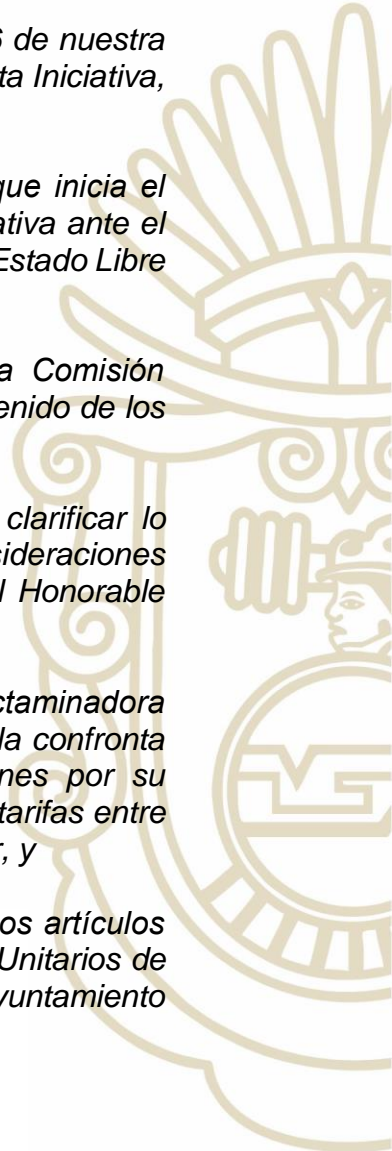 6 de nuestra
ta Iniciativa,
que inicia el
ativa ante el
Estado Libre
a Comisión
enido de los
clarificar lo
sideraciones
l Honorable
ctaminadora
la confronta
nes por su
tarifas entre
r, y
os artículos
Unitarios de
yuntamiento